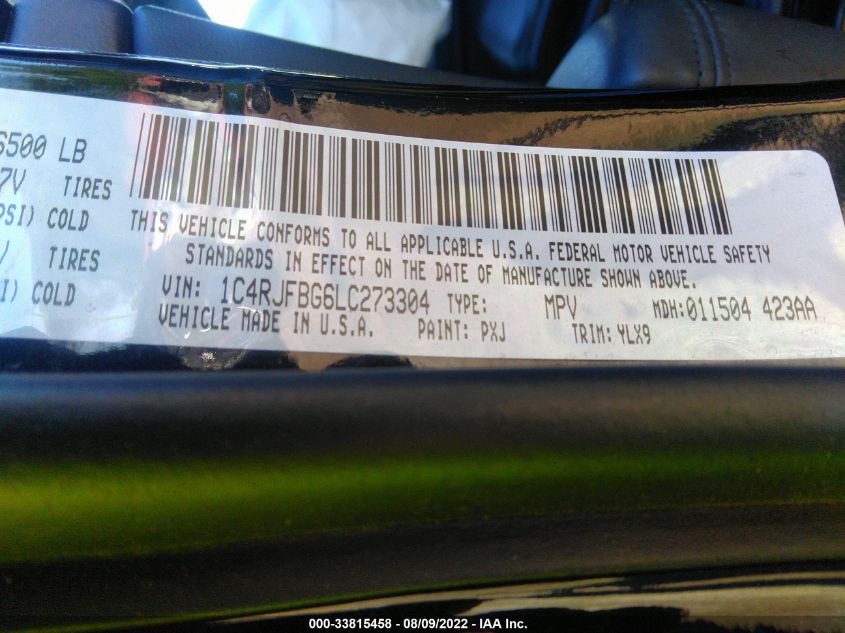 6500 LB
7V TIRES
PSI) COLD
TIRES
SI) COLD
THIS VEHICLE CONFORMS TO ALL APPLICABLE U.S.A. FEDERAL MOTOR VEHICLE SAFETY
STANDARDS IN EFFECT ON THE DATE OF MANUFACTURE SHOWN ABOVE.
VIN: 1C4RJFBG6LC273304 TYPE: MPV MDH:011504 423AA
VEHICLE MADE IN U.S.A. PAINT: PXJ TRIM: YLX9
000-33815458 - 08/09/2022 - IAA Inc.